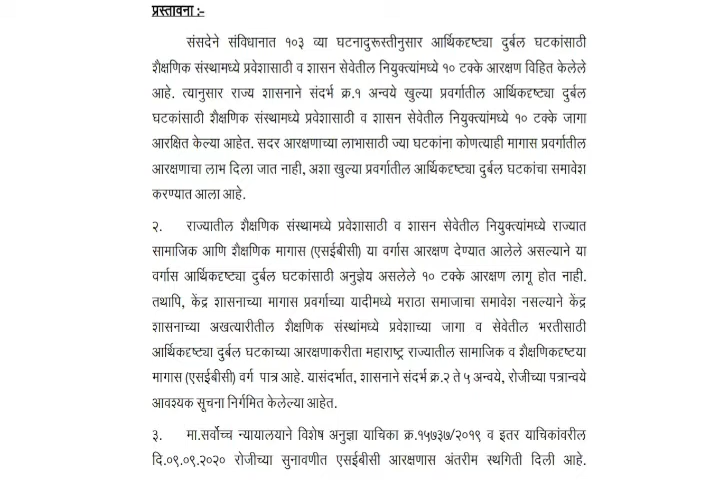 प्रस्तावना :-
संसदेने संविधानात १०३ व्या घटनादुरूस्तीनुसार आर्थिकदृष्ट्या दुर्बल घटकांसाठी
शैक्षणिक संस्थामध्ये प्रवेशासाठी व शासन सेवेतील नियुक्त्यांमध्ये १० टक्के आरक्षण विहित केलेले
आहे. त्यानुसार राज्य शासनाने संदर्भ क्र.१ अन्वये खुल्या प्रवर्गातील आर्थिकदृष्ट्या दुर्बल
घटकांसाठी शैक्षणिक संस्थामध्ये प्रवेशासाठी व शासन सेवेतील नियुक्त्यांमध्ये १० टक्के जागा
आरक्षित केल्या आहेत. सदर आरक्षणाच्या लाभासाठी ज्या घटकांना कोणत्याही मागास प्रवर्गातील
आरक्षणाचा लाभ दिला जात नाही, अशा खुल्या प्रवर्गातील आर्थिकदृष्ट्या दुर्बल घटकांचा समावेश
करण्यात आला आहे.
२. राज्यातील शैक्षणिक संस्थामध्ये प्रवेशासाठी व शासन सेवेतील नियुक्त्यांमध्ये राज्यात
सामाजिक आणि शैक्षणिक मागास (एसईबीसी) या वर्गास आरक्षण देण्यात आलेले असल्याने या
वर्गास आर्थिकदृष्ट्या दुर्बल घटकांसाठी अनुज्ञेय असलेले १० टक्के आरक्षण लागू होत नाही.
तथापि, केंद्र शासनाच्या मागास प्रवर्गाच्या यादीमध्ये मराठा समाजाचा समावेश नसल्याने केंद्र
शासनाच्या अखत्यारीतील शैक्षणिक संस्थांमध्ये प्रवेशाच्या जागा व सेवेतील भरतीसाठी
आर्थिकदृष्ट्या दुर्बल घटकाच्या आरक्षणाकरीता महाराष्ट्र राज्यातील सामाजिक व शैक्षणिकदृष्टया
मागास (एसईबीसी) वर्ग पात्र आहे. यासंदर्भात, शासनाने संदर्भ क्र.२ ते ५ अन्वये, रोजीच्या पत्रान्वये
आवश्यक सूचना निर्गमित केलेल्या आहेत.
३. मा.सर्वोच्च न्यायालयाने विशेष अनुज्ञा याचिका क्र.१५७३७/२०१९ व इतर याचिकांवरील
दि.०९.०९.२०२० रोजीच्या सुनावणीत एसईबीसी आरक्षणास अंतरीम स्थगिती दिली आहे.